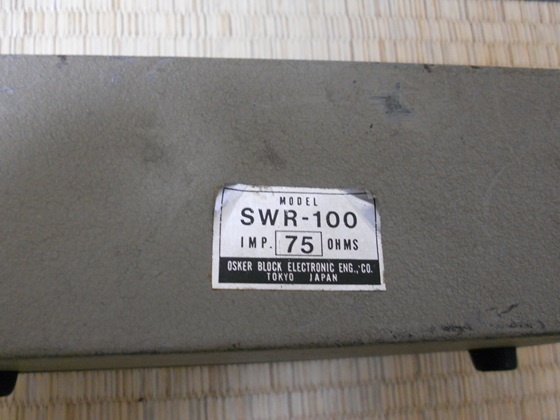 MODEL
SWR-100
IMP. 75 OHMS
OSKER BLOCK ELECTRONIC ENG., CO.
TOKYO JAPAN